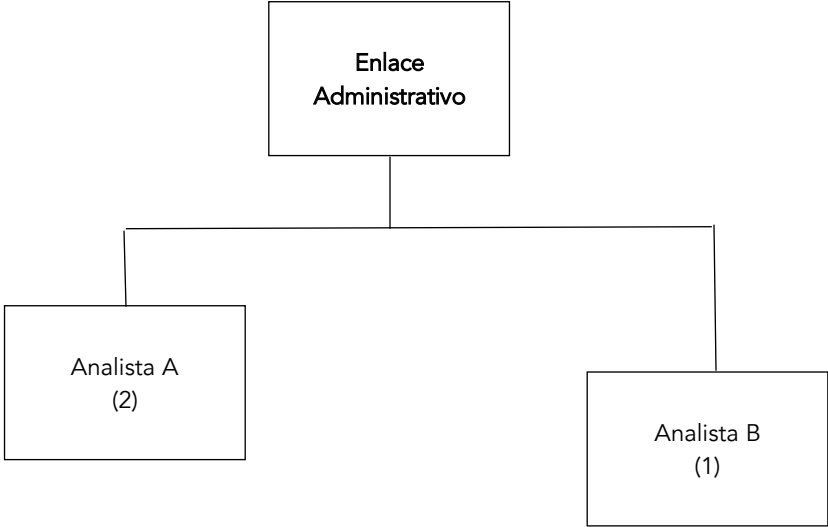 Enlace
Administrativo
Analista A
(2)
Analista B
(1)